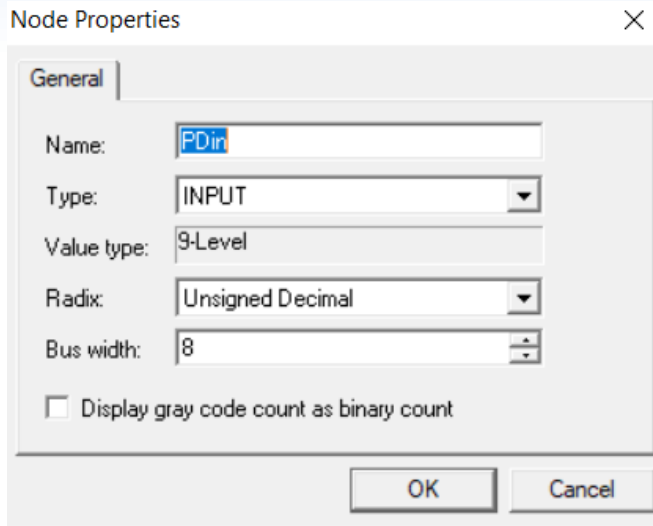 Node Properties
General
Name: PDin
Type: INPUT
Value type: 9-Level
Radix: Unsigned Decimal
Bus width: 8
Display gray code count as binary count
OK Cancel